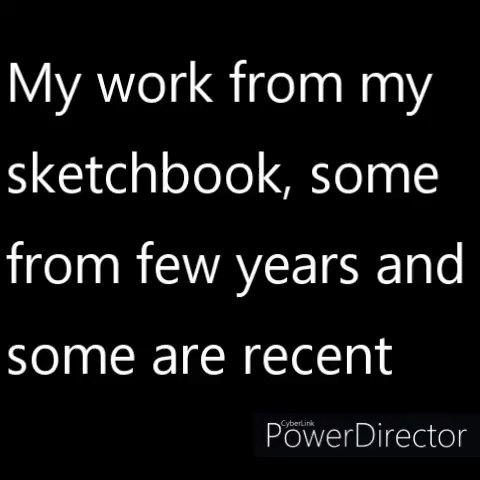 My work from my
sketchbook, some
from few years and
some are recent
CyberLink
PowerDirector